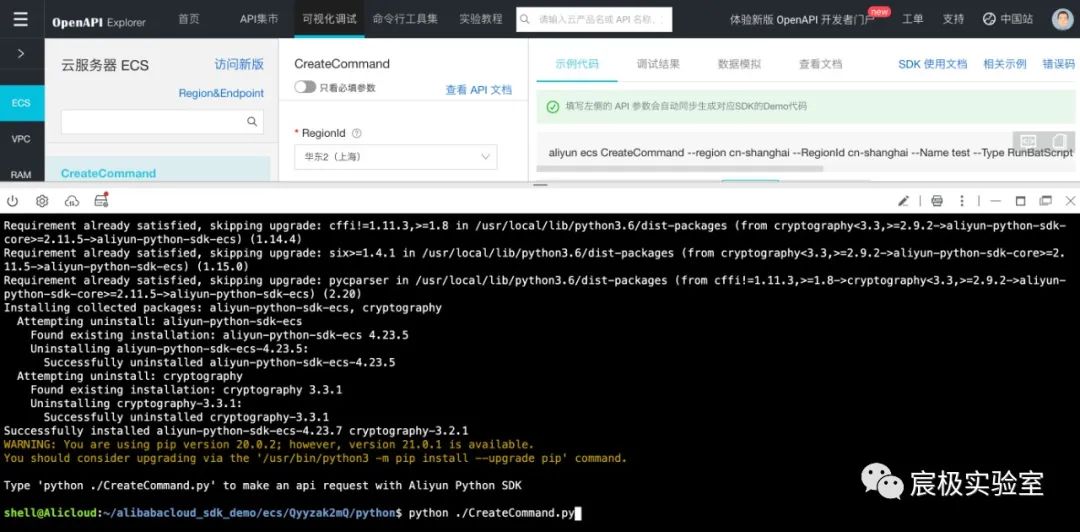 OpenAPI Explorer 首页 API集市 可视化调试 命令行工具集 实验教程 请输入云产品名或 API 名称、 体验新版 OpenAPI 开发者门户 new 工单 支持 中国站
云服务器 ECS 访问新版
Region&Endpoint
ECS
VPC
RAM
CreateCommand
CreateCommand
只看必填参数 查看 API 文档
* RegionId
华东2（上海）
示例代码 调试结果 数据模拟 查看文档 SDK 使用文档 相关示例 错误码
填写左侧的 API 参数会自动同步生成对应SDK的Demo代码
aliyun ecs CreateCommand --region cn-shanghai --RegionId cn-shanghai --Name test --Type RunBatScript
Requirement already satisfied, skipping upgrade: cffi!=1.11.3,>=1.8 in /usr/local/lib/python3.6/dist-packages (from cryptography<3.3,>=2.9.2->aliyun-python-sdk-
core>=2.11.5->aliyun-python-sdk-ecs) (1.14.4)
Requirement already satisfied, skipping upgrade: six>=1.4.1 in /usr/local/lib/python3.6/dist-packages (from cryptography<3.3,>=2.9.2->aliyun-python-sdk-core>=2.
11.5->aliyun-python-sdk-ecs) (1.15.0)
Requirement already satisfied, skipping upgrade: pycparser in /usr/local/lib/python3.6/dist-packages (from cffi!=1.11.3,>=1.8->cryptography<3.3,>=2.9.2->aliyun-
python-sdk-core>=2.11.5->aliyun-python-sdk-ecs) (2.20)
Installing collected packages: aliyun-python-sdk-ecs, cryptography
Attempting uninstall: aliyun-python-sdk-ecs
Found existing installation: aliyun-python-sdk-ecs 4.23.5
Uninstalling aliyun-python-sdk-ecs-4.23.5:
Successfully uninstalled aliyun-python-sdk-ecs-4.23.5
Attempting uninstall: cryptography
Found existing installation: cryptography 3.3.1
Uninstalling cryptography-3.3.1:
Successfully uninstalled cryptography-3.3.1
Successfully installed aliyun-python-sdk-ecs-4.23.7 cryptography-3.2.1
WARNING: You are using pip version 20.0.2; however, version 21.0.1 is available.
You should consider upgrading via the '/usr/bin/python3 -m pip install --upgrade pip' command.
Type 'python ./CreateCommand.py' to make an api request with Aliyun Python SDK
shell@Alicloud:~/alibabacloud_sdk_demo/ecs/Qyyzak2mQ/python$ python ./CreateCommand.py
宸极实验室